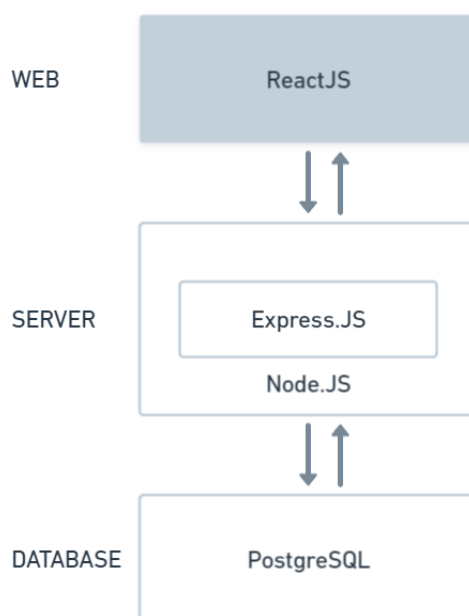 WEB
ReactJS
SERVER
Express.JS
Node.JS
DATABASE
PostgreSQL